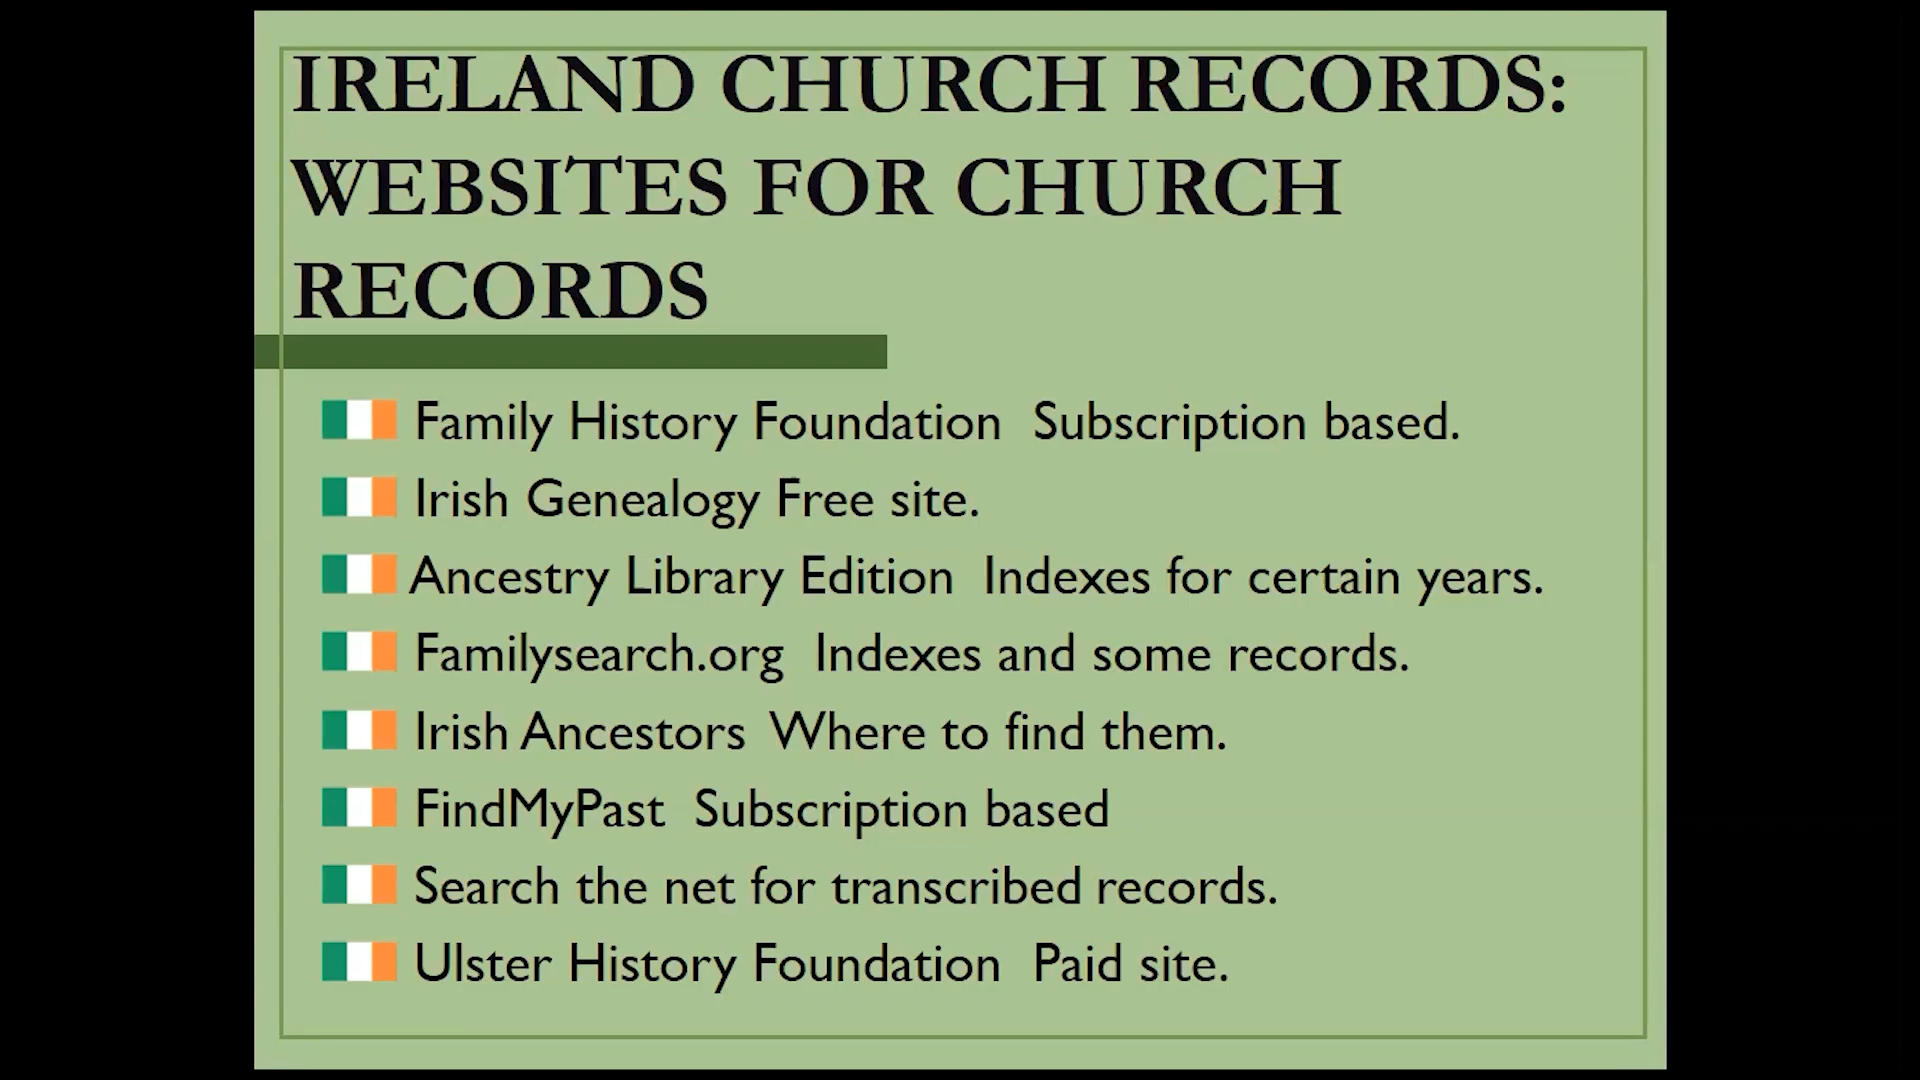 IRELAND CHURCH RECORDS:
WEBSITES FOR CHURCH
RECORDS
Family History Foundation  Subscription based.
Irish Genealogy Free site.
Ancestry Library Edition  Indexes for certain years.
Familysearch.org  Indexes and some records.
Irish Ancestors  Where to find them.
FindMyPast  Subscription based
Search the net for transcribed records.
Ulster History Foundation  Paid site.